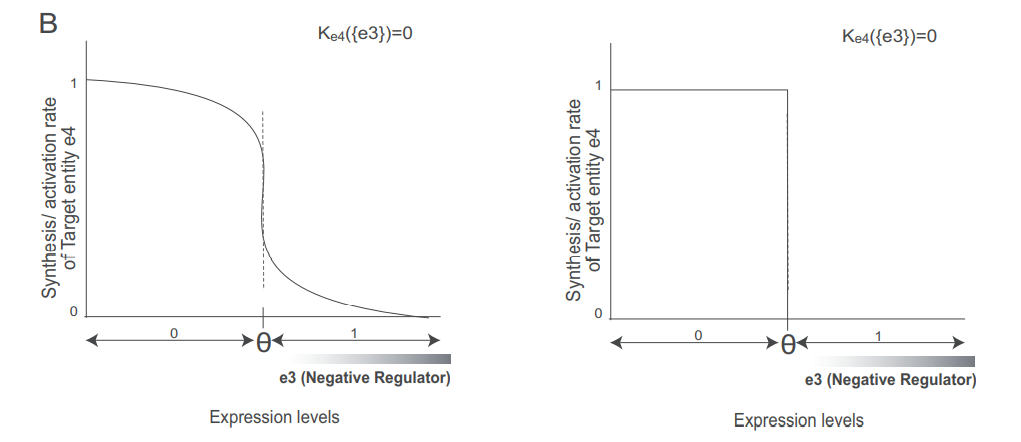 B
Ke4({e3})=0
1
Synthesis/ activation rate
of Target entity e4
0
0
θ
1
e3 (Negative Regulator)
Expression levels
Ke4({e3})=0
1
Synthesis/ activation rate
of Target entity e4
0
0
θ
1
e3 (Negative Regulator)
Expression levels